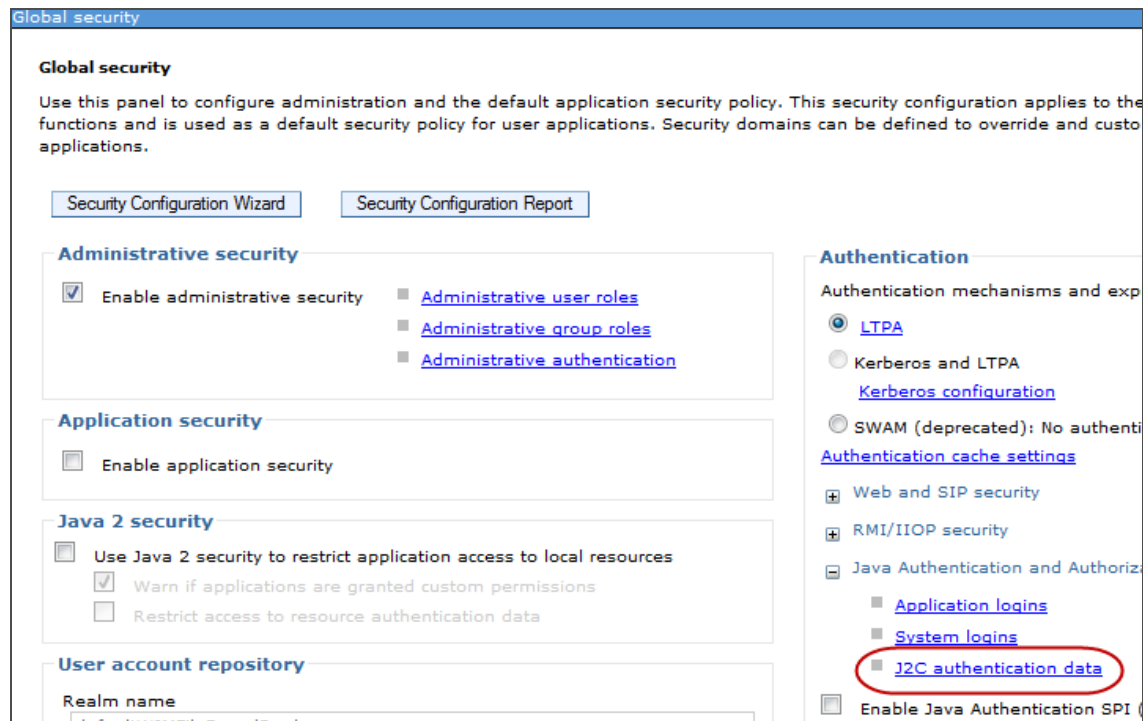 Global security
Global security
Use this panel to configure administration and the default application security policy. This security configuration applies to the
functions and is used as a default security policy for user applications. Security domains can be defined to override and custo
applications.
Security Configuration Wizard
Security Configuration Report
Administrative security
Enable administrative security
Administrative user roles
Administrative group roles
Administrative authentication
Application security
Enable application security
Java 2 security
Use Java 2 security to restrict application access to local resources
Warn if applications are granted custom permissions
Restrict access to resource authentication data
User account repository
Realm name
Authentication
Authentication mechanisms and exp
LTPA
Kerberos and LTPA
Kerberos configuration
SWAM (deprecated): No authenti
Authentication cache settings
Web and SIP security
RMI/IIOP security
Java Authentication and Authoriza
Application logins
System logins
J2C authentication data
Enable Java Authentication SPI (